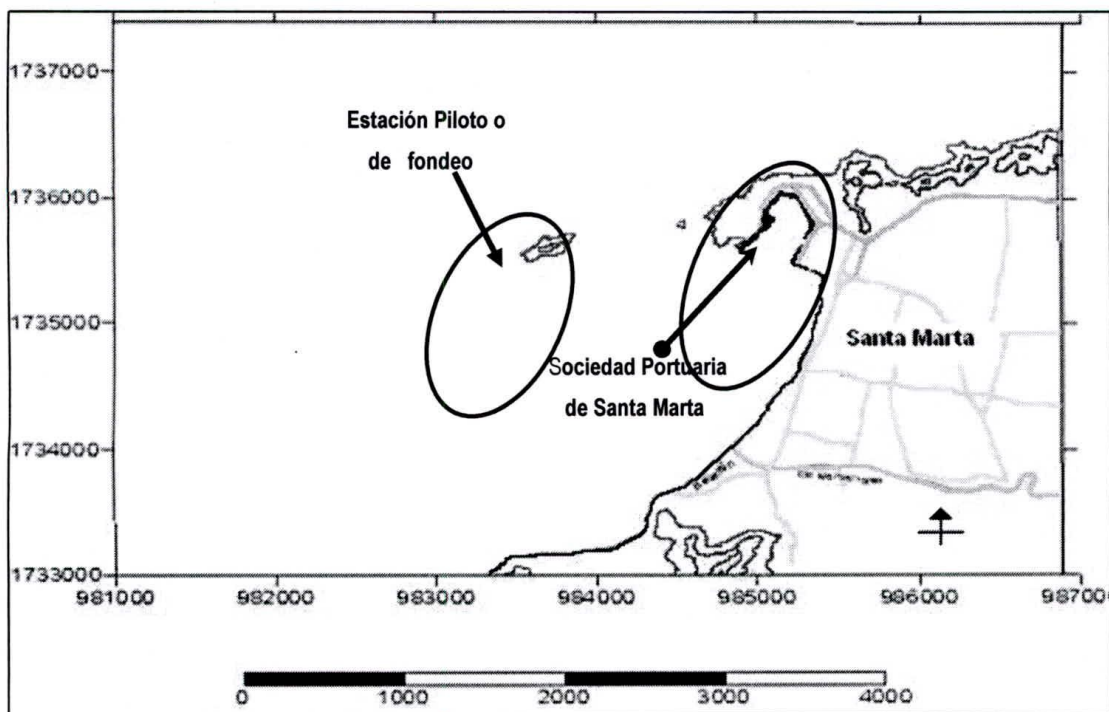 1737000
Estación Piloto o
de fondeo
1736000
1735000
Santa Marta
Sociedad Portuaria
de Santa Marta
1734000
1733000
981000 982000 983000 984000 985000 986000 987000
0 1000 2000 3000 4000